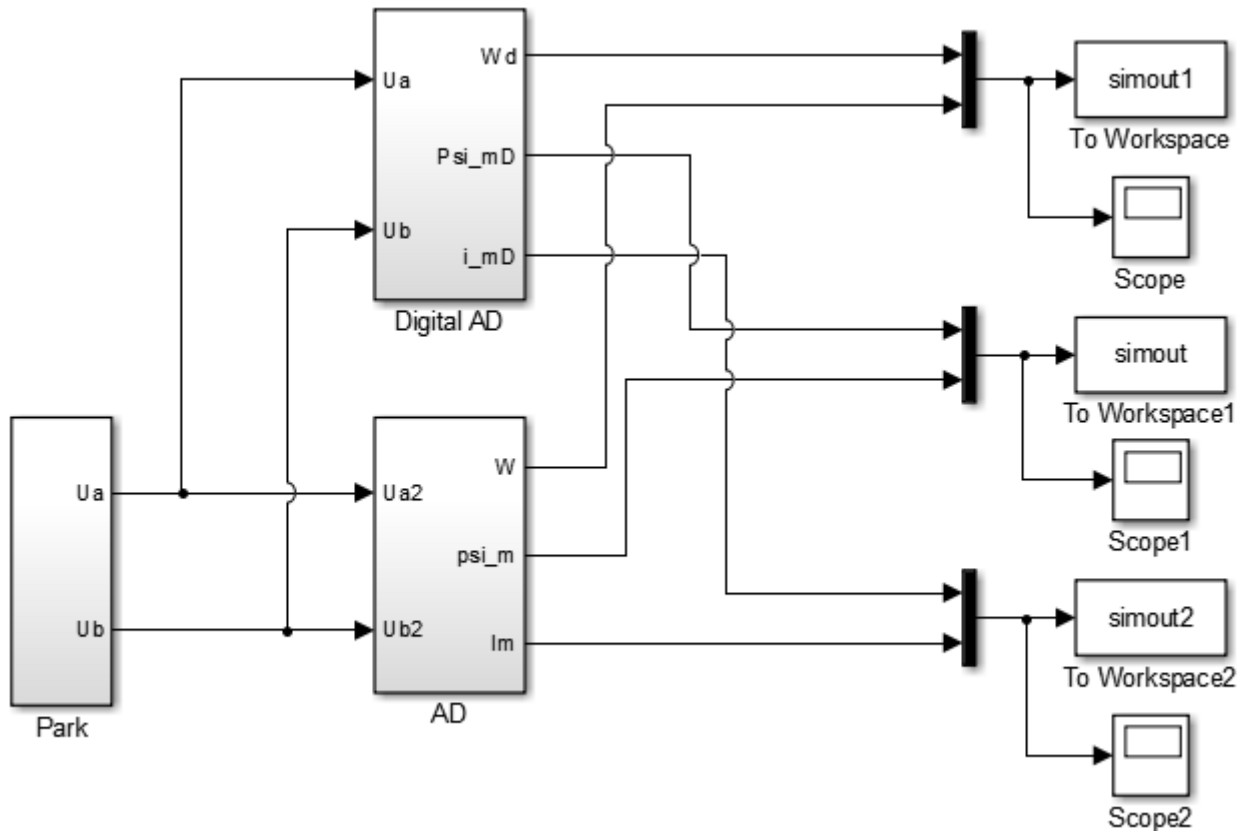 Wd
Ua
Psi_mD
Ub
i_mD
Digital AD
simout1
To Workspace
Scope
simout
To Workspace1
Scope1
Ua
Ub
Park
W
Ua2
psi_m
Ub2
Im
AD
simout2
To Workspace2
Scope2